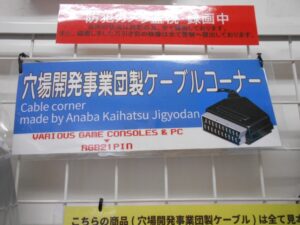 防犯カメラ監視・録画中
穴場開発事業団製ケーブルコーナー
Cable corner
made by Anaba Kaihatsu Jigyodan
VARIOUS GAME CONSOLES & PC
▼
RGB21PIN
こちらの商品(穴場開発事業団製ケーブル)は全て見本